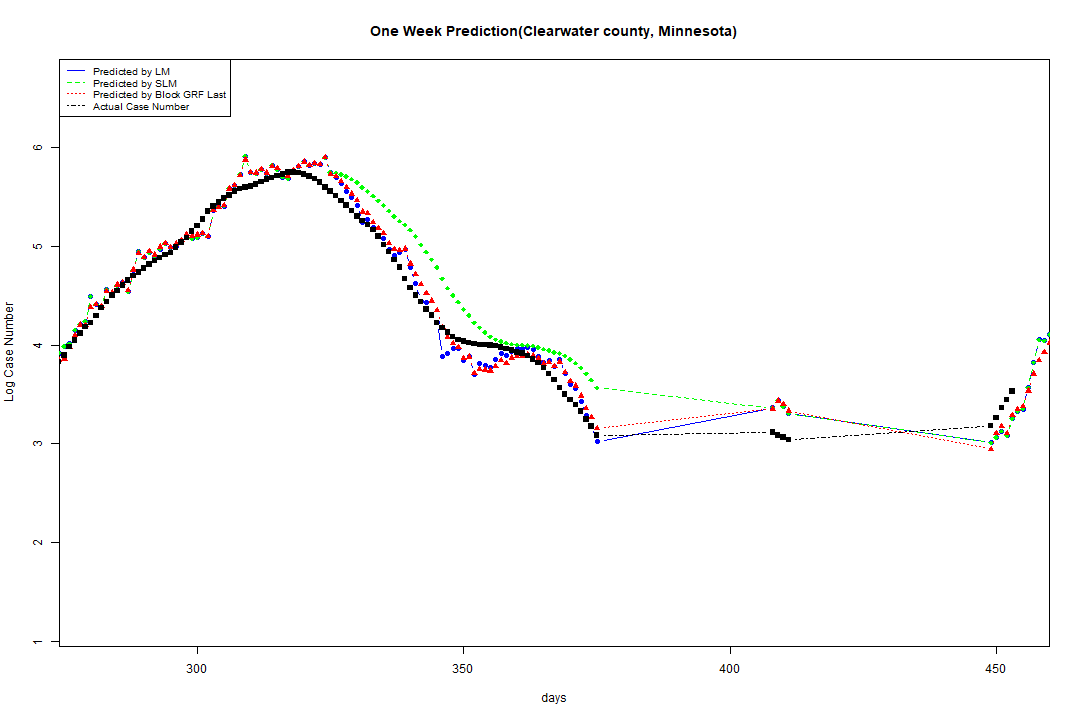 One Week Prediction(Clearwater county, Minnesota)
Predicted by LM
Predicted by SLM
Predicted by Block GRF Last
Actual Case Number
6
5
4
3
2
1
Log Case Number
300 350 400 450
days